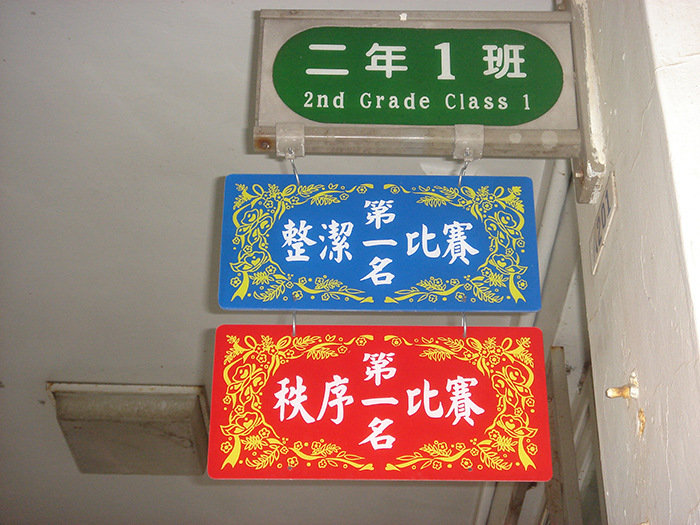 二年1班
2nd Grade Class 1
整潔比賽
第一名
秩序比賽
第一名